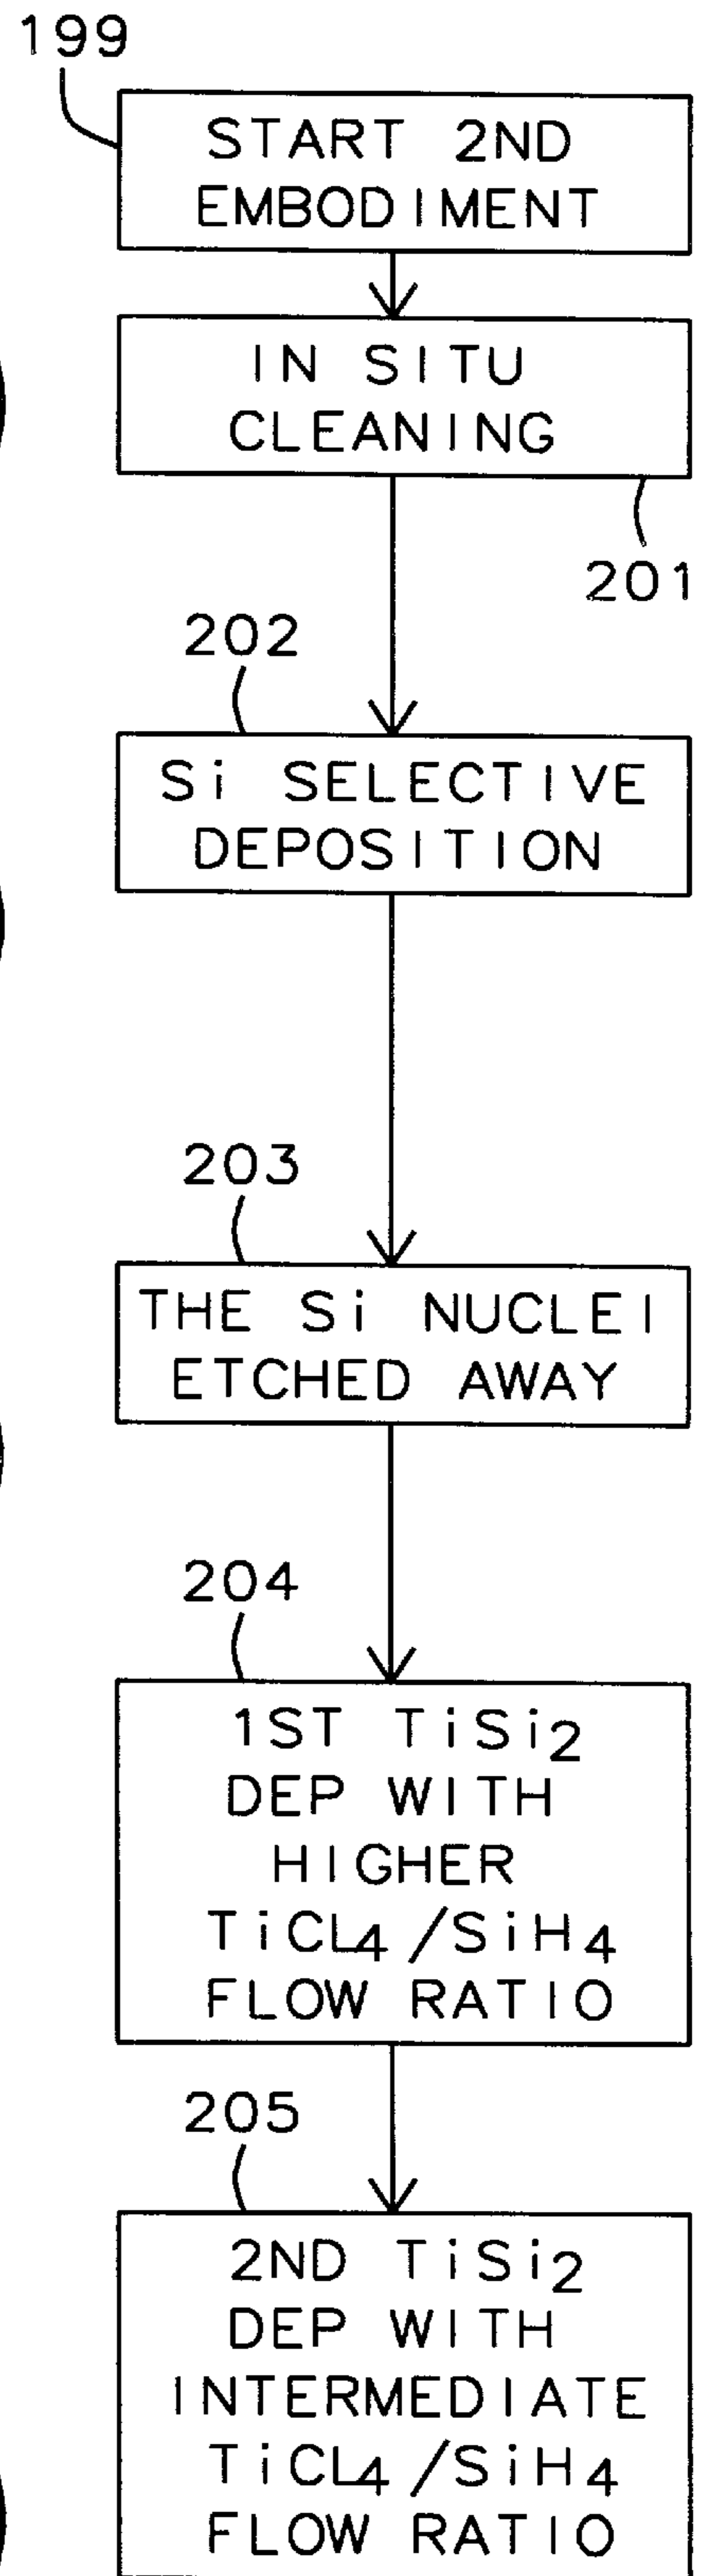 199
START 2ND
EMBODIMENT
IN SITU
CLEANING
201
202
Si SELECTIVE
DEPOSITION
203
THE Si NUCLEI
ETCHED AWAY
204
1ST TiSi2
DEP WITH
HIGHER
TiCL4/SiH4
FLOW RATIO
205
2ND TiSi2
DEP WITH
INTERMEDIATE
TiCL4/SiH4
FLOW RATIO